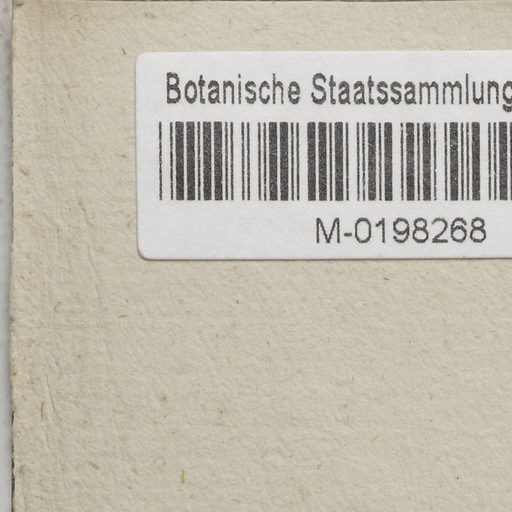 Botanische Staatssammlung
M-0198268